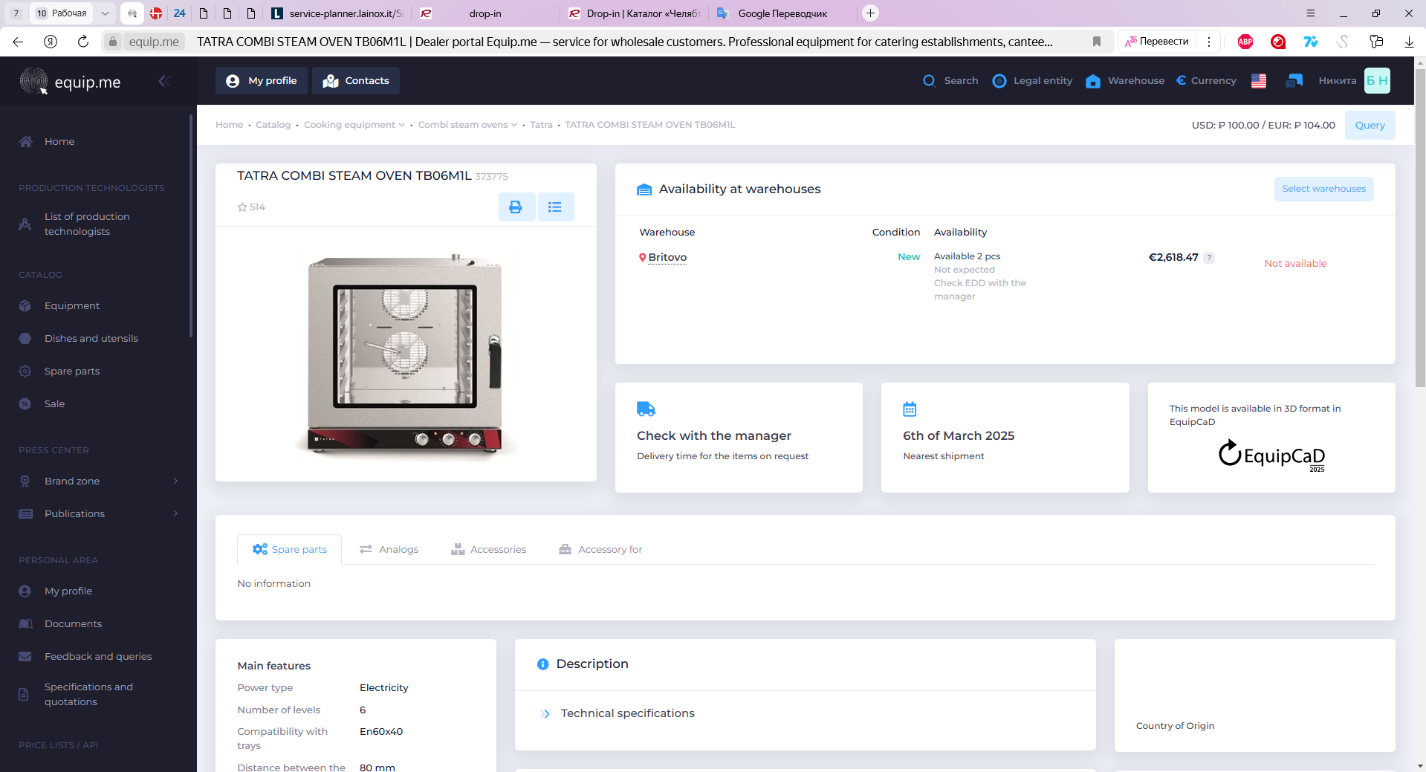 7
10 Рабочая
24
service-planner.lainox.it/S
drop-in
Drop-in | Каталог «Челябт
Google Переводчик
equip.me
TATRA COMBI STEAM OVEN TB06M1L | Dealer portal Equip.me — service for wholesale customers. Professional equipment for catering establishments, cantee...
Перевести
ABP
equip.me
My profile
Contacts
Search
Legal entity
Warehouse
€ Currency
Никита
Б Н
Home • Catalog • Cooking equipment • Combi steam ovens • Tatra • TATRA COMBI STEAM OVEN TB06M1L
USD: ₽ 100.00 / EUR: ₽ 104.00
Query
Home
PRODUCTION TECHNOLOGISTS
List of production
technologists
CATALOG
Equipment
Dishes and utensils
Spare parts
Sale
PRESS CENTER
Brand zone
Publications
PERSONAL AREA
My profile
Documents
Feedback and queries
Specifications and
quotations
PRICE LISTS / API
TATRA COMBI STEAM OVEN TB06M1L 373775
514
TATRA
Availability at warehouses
Select warehouses
Warehouse
Condition
Availability
Britovo
New
Available 2 pcs
Not expected
Check EDD with the
manager
€2,618.47 ?
Not available
Check with the manager
Delivery time for the items on request
6th of March 2025
Nearest shipment
This model is available in 3D format in
EquipCaD
EquipCaD
2025
Spare parts
Analogs
Accessories
Accessory for
No information
Main features
Power type
Electricity
Number of levels
6
Compatibility with
trays
En60x40
Distance between the
80 mm
Description
Technical specifications
Country of Origin